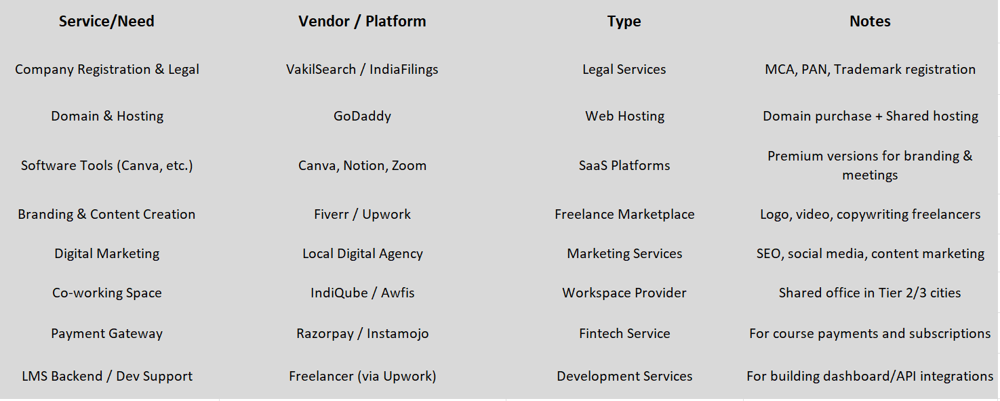 Service/Need Vendor / Platform Type Notes
Company Registration & Legal VakilSearch / IndiaFilings Legal Services MCA, PAN, Trademark registration
Domain & Hosting GoDaddy Web Hosting Domain purchase + Shared hosting
Software Tools (Canva, etc.) Canva, Notion, Zoom SaaS Platforms Premium versions for branding &
meetings
Branding & Content Creation Fiverr / Upwork Freelance Marketplace Logo, video, copywriting freelancers
Digital Marketing Local Digital Agency Marketing Services SEO, social media, content marketing
Co-working Space IndiQube / Awfis Workspace Provider Shared office in Tier 2/3 cities
Payment Gateway Razorpay / Instamojo Fintech Service For course payments and subscriptions
LMS Backend / Dev Support Freelancer (via Upwork) Development Services For building dashboard/API integrations